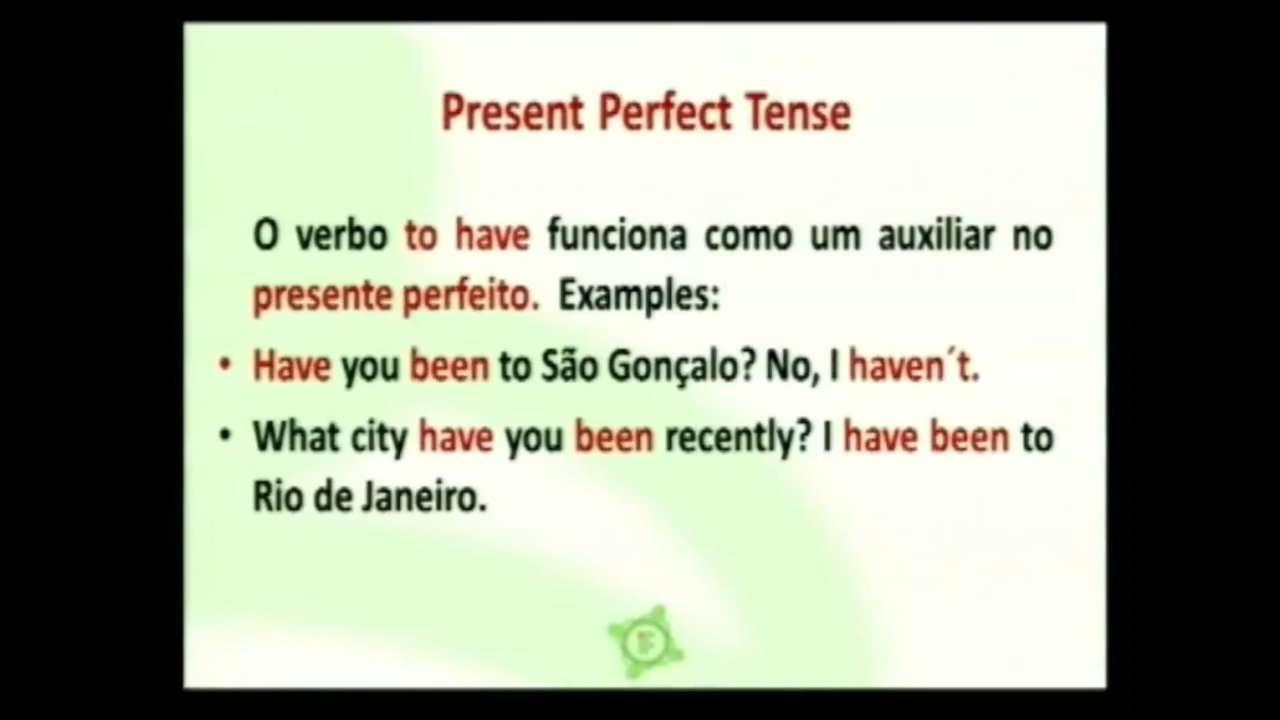 Present Perfect Tense
O verbo to have funciona como um auxiliar no
presente perfeito. Examples:
• Have you been to São Gonçalo? No, I haven´t.
• What city have you been recently? I have been to
Rio de Janeiro.